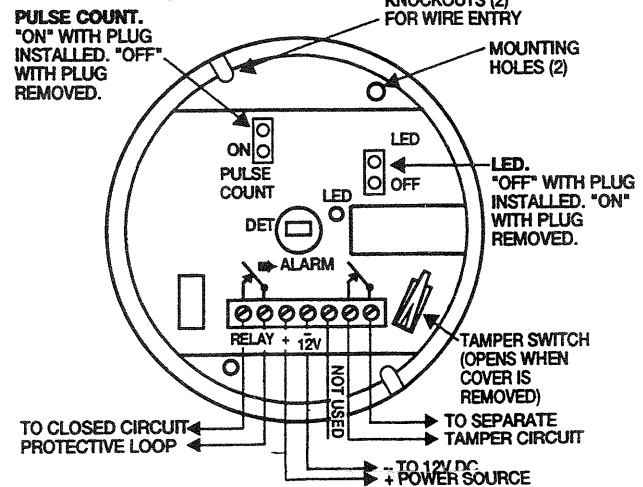 PULSE COUNT.
"ON" WITH PLUG
INSTALLED. "OFF"
WITH PLUG
REMOVED.
KNOCKOUTS (2)
FOR WIRE ENTRY
MOUNTING
HOLES (2)
ON
PULSE
COUNT
LED
OFF
LED.
"OFF" WITH PLUG
INSTALLED. "ON"
WITH PLUG
REMOVED.
LED
DET
ALARM
RELAY + - 12V
NOT USED
TAMPER SWITCH
(OPENS WHEN
COVER IS
REMOVED)
TO CLOSED CIRCUIT
PROTECTIVE LOOP
TO SEPARATE
TAMPER CIRCUIT
- TO 12V DC
+ POWER SOURCE